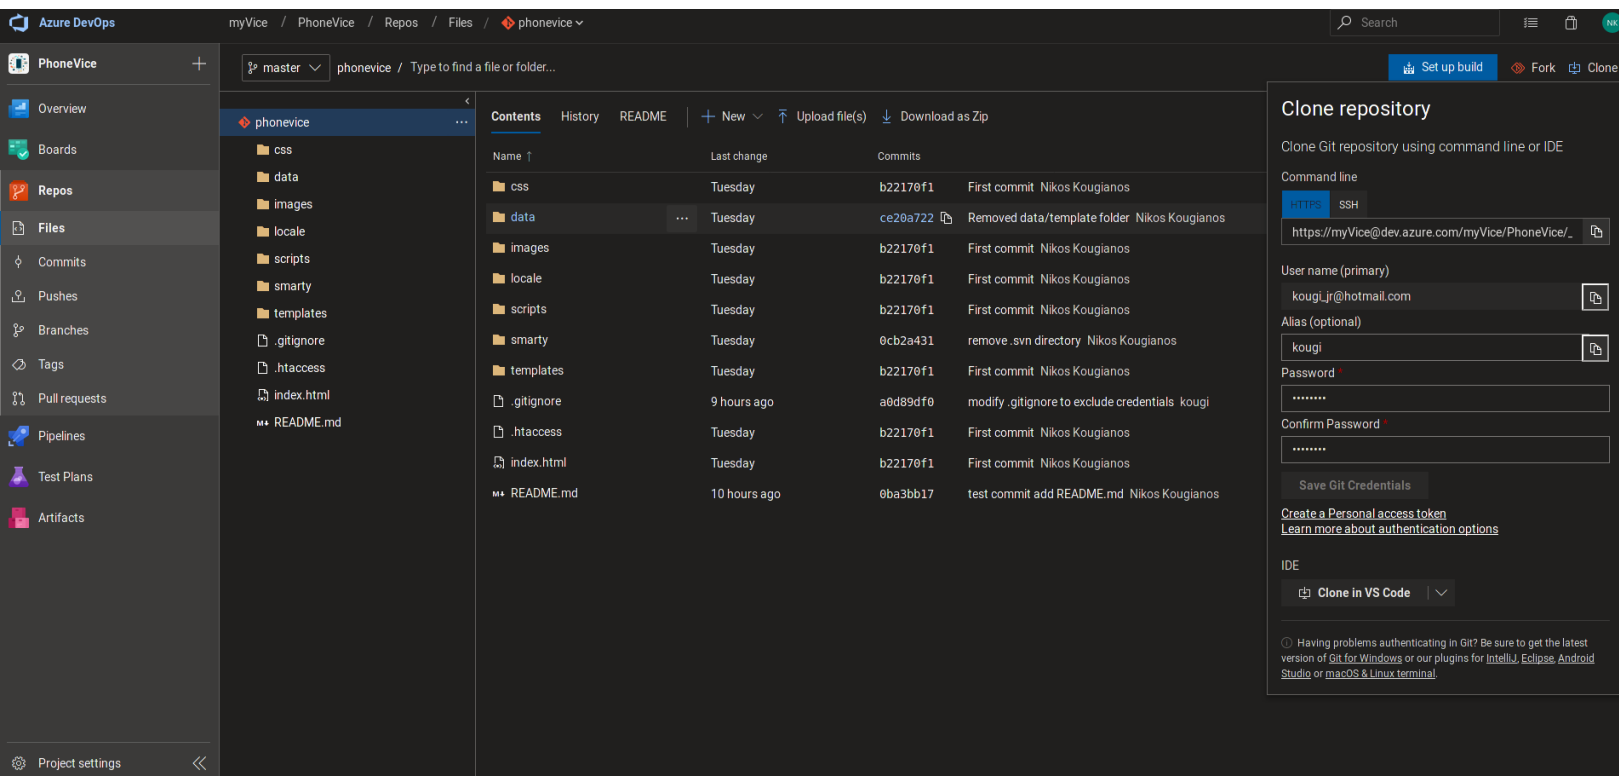 Azure DevOps
myVice / PhoneVice / Repos / Files / phonevice
Search
NK
PhoneVice
master
phonevice / Type to find a file or folder...
Set up build
Fork
Clone
Overview
Boards
Repos
Files
Commits
Pushes
Branches
Tags
Pull requests
Pipelines
Test Plans
Artifacts
Project settings
phonevice
css
data
images
locale
scripts
smarty
templates
.gitignore
.htaccess
index.html
README.md
Contents History README New Upload file(s) Download as Zip
Name ↑ Last change Commits
css Tuesday b22170f1 First commit Nikos Kougianos
data ... Tuesday ce20a722 Removed data/template folder Nikos Kougianos
images Tuesday b22170f1 First commit Nikos Kougianos
locale Tuesday b22170f1 First commit Nikos Kougianos
scripts Tuesday b22170f1 First commit Nikos Kougianos
smarty Tuesday 0cb2a431 remove .svn directory Nikos Kougianos
templates Tuesday b22170f1 First commit Nikos Kougianos
.gitignore 9 hours ago a0d89df0 modify .gitignore to exclude credentials kougi
.htaccess Tuesday b22170f1 First commit Nikos Kougianos
index.html Tuesday b22170f1 First commit Nikos Kougianos
M↓ README.md 10 hours ago 0ba3bb17 test commit add README.md Nikos Kougianos
Clone repository
Clone Git repository using command line or IDE
Command line
HTTPS SSH
https://myVice@dev.azure.com/myVice/PhoneVice/_
User name (primary)
kougi_jr@hotmail.com
Alias (optional)
kougi
Password *
••••••••
Confirm Password *
••••••••
Save Git Credentials
Create a Personal access token
Learn more about authentication options
IDE
Clone in VS Code
Having problems authenticating in Git? Be sure to get the latest
version of Git for Windows or our plugins for IntelliJ, Eclipse, Android
Studio or macOS & Linux terminal.